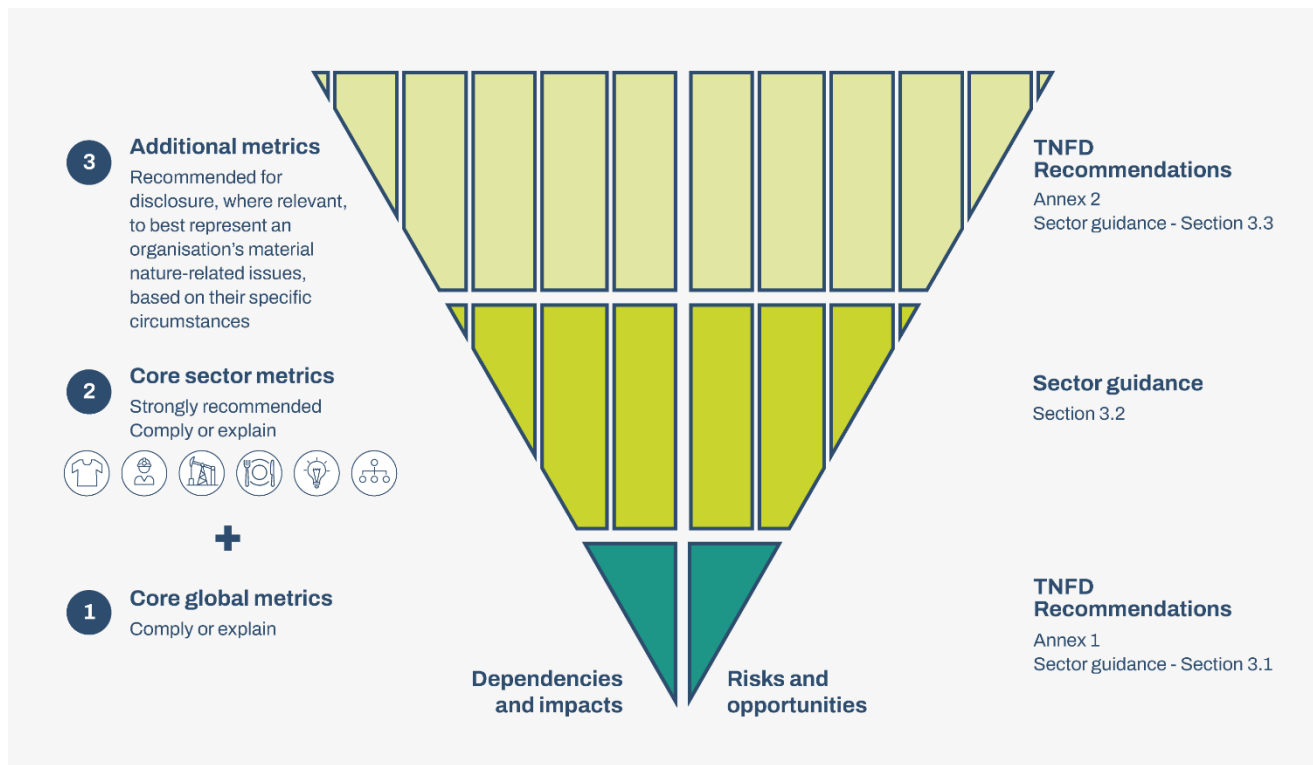 3
Additional metrics
Recommended for
disclosure, where relevant,
to best represent an
organisation's material
nature-related issues,
based on their specific
circumstances
TNFD
Recommendations
Annex 2
Sector guidance - Section 3.3
2
Core sector metrics
Strongly recommended
Comply or explain
Sector guidance
Section 3.2
+
1
Core global metrics
Comply or explain
TNFD
Recommendations
Annex 1
Sector guidance - Section 3.1
Dependencies
and impacts
Risks and
opportunities